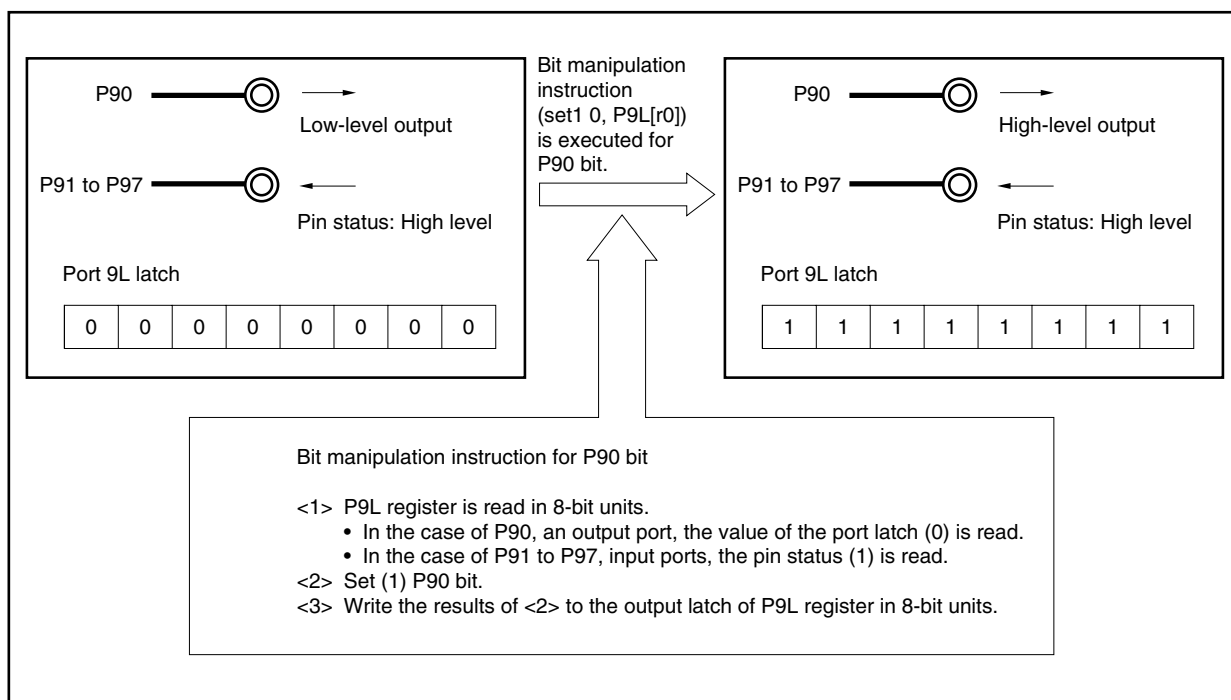 P90
Low-level output
P91 to P97
Pin status: High level
Port 9L latch
0 0 0 0 0 0 0 0
Bit manipulation
instruction
(set1 0, P9L[r0])
is executed for
P90 bit.
P90
High-level output
P91 to P97
Pin status: High level
Port 9L latch
1 1 1 1 1 1 1 1
Bit manipulation instruction for P90 bit
<1> P9L register is read in 8-bit units.
• In the case of P90, an output port, the value of the port latch (0) is read.
• In the case of P91 to P97, input ports, the pin status (1) is read.
<2> Set (1) P90 bit.
<3> Write the results of <2> to the output latch of P9L register in 8-bit units.